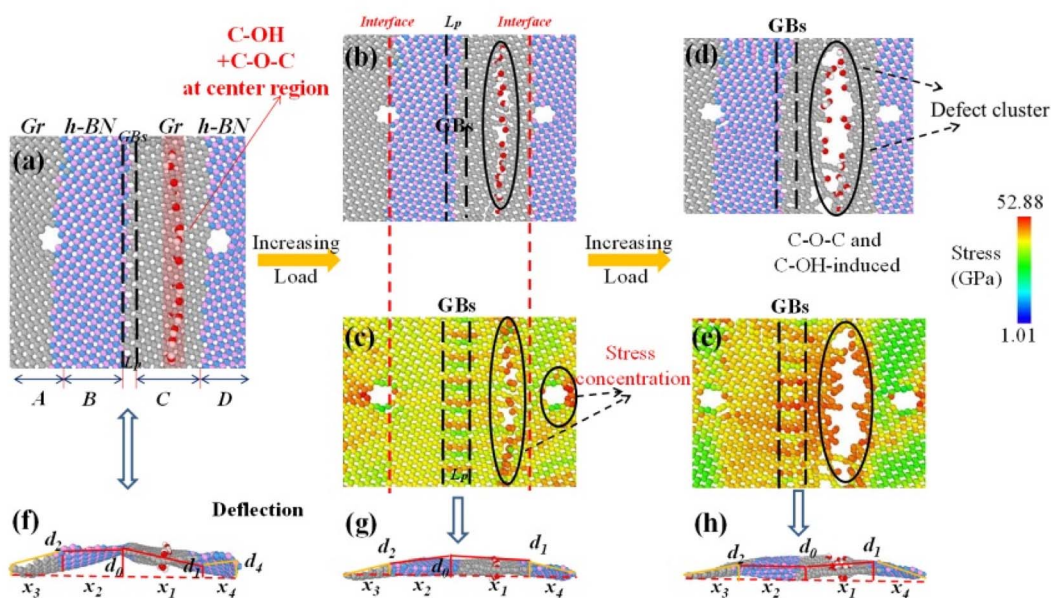 C-OH
+C-O-C
at center region
Gr h-BN GBs Gr h-BN
(a)
Lp
A B C D
Interface Lp Interface
(b)
GBs
GBs
(d)
Defect cluster
Increasing
Load
Increasing
Load
C-O-C and
C-OH-induced
52.88
Stress
(GPa)
1.01
GBs
(c)
Lp
Stress
concentration
GBs
(e)
Deflection
(f)
d2 d0 d1 d4
x3 x2 x1 x4
(g)
d2 d0 d1
x3 x2 x1 x4
(h)
d2 d0 d1
x3 x2 x1 x4